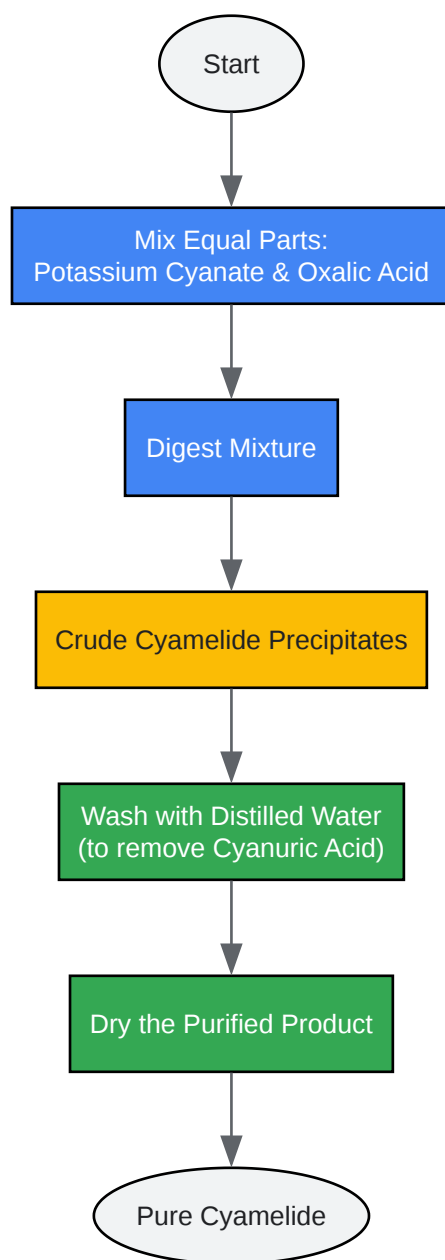 Start
Mix Equal Parts:
Potassium Cyanate & Oxalic Acid
Digest Mixture
Crude Cyamelide Precipitates
Wash with Distilled Water
(to remove Cyanuric Acid)
Dry the Purified Product
Pure Cyamelide